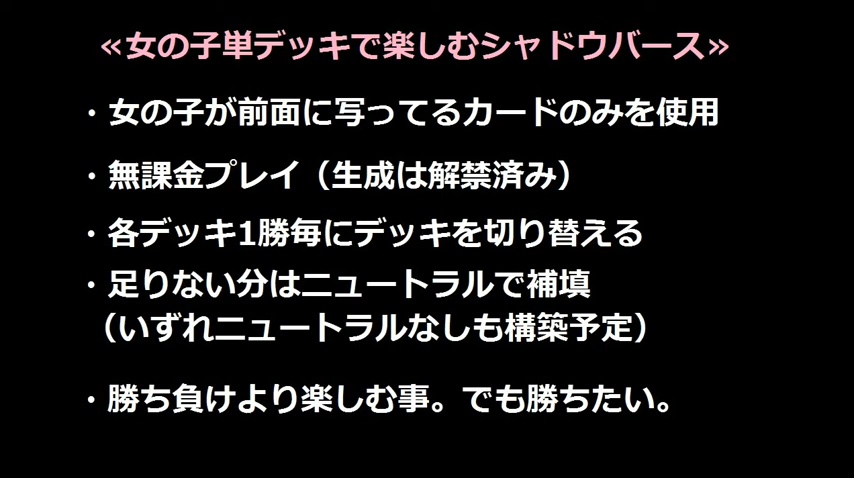 ≪女の子単デッキで楽しむシャドウバース≫
・女の子が前面に写ってるカードのみを使用
・無課金プレイ（生成は解禁済み）
・各デッキ1勝毎にデッキを切り替える
・足りない分はニュートラルで補填
（いずれニュートラルなしも構築予定）
・勝ち負けより楽しむ事。でも勝ちたい。